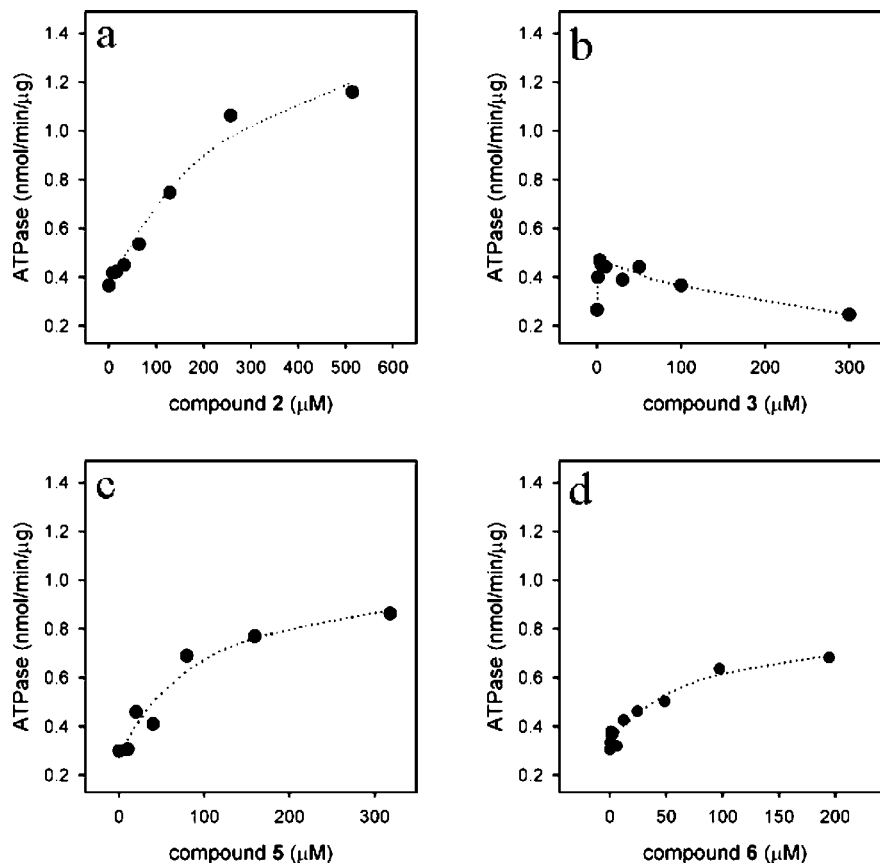 a
ATPase (nmol/min/μg)
1.4
1.2
1.0
0.8
0.6
0.4
0.2
0 100 200 300 400 500 600
compound 2 (μM)
b
ATPase (nmol/min/μg)
1.4
1.2
1.0
0.8
0.6
0.4
0.2
0 100 200 300
compound 3 (μM)
c
ATPase (nmol/min/μg)
1.4
1.2
1.0
0.8
0.6
0.4
0.2
0 100 200 300
compound 5 (μM)
d
ATPase (nmol/min/μg)
1.4
1.2
1.0
0.8
0.6
0.4
0.2
0 50 100 150 200
compound 6 (μM)